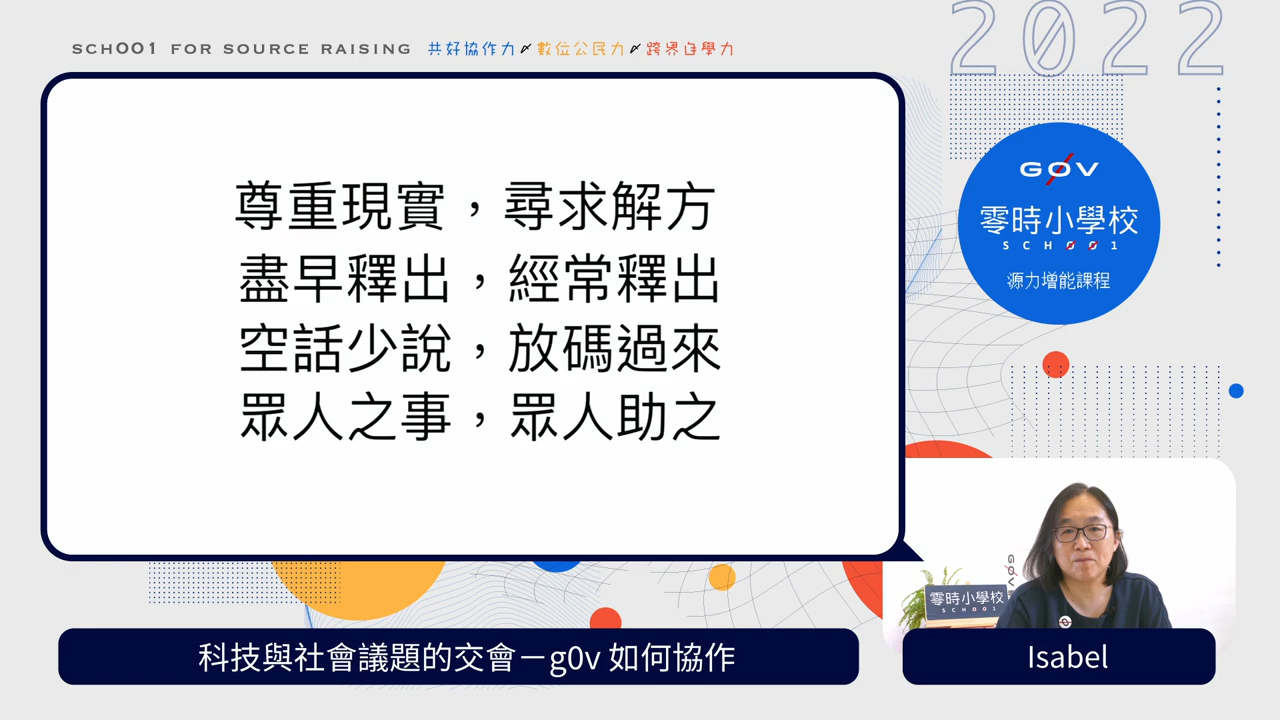 SCHOO1 FOR SOURCE RAISING 共好協作力 數位公民力 跨界自學力
2022
尊重現實，尋求解方
盡早釋出，經常釋出
空話少說，放碼過來
眾人之事，眾人助之
G0V
零時小學校
SCH001
源力增能課程
G0V
零時小學校
SCH001
科技與社會議題的交會－g0v 如何協作
Isabel